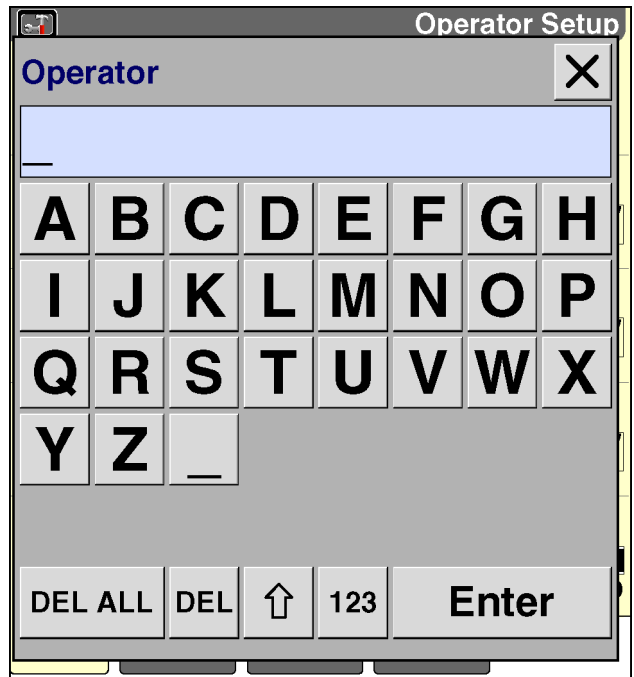 Operator Setup
Operator
_
A B C D E F G H
I J K L M N O P
Q R S T U V W X
Y Z _
DEL ALL DEL 123 Enter